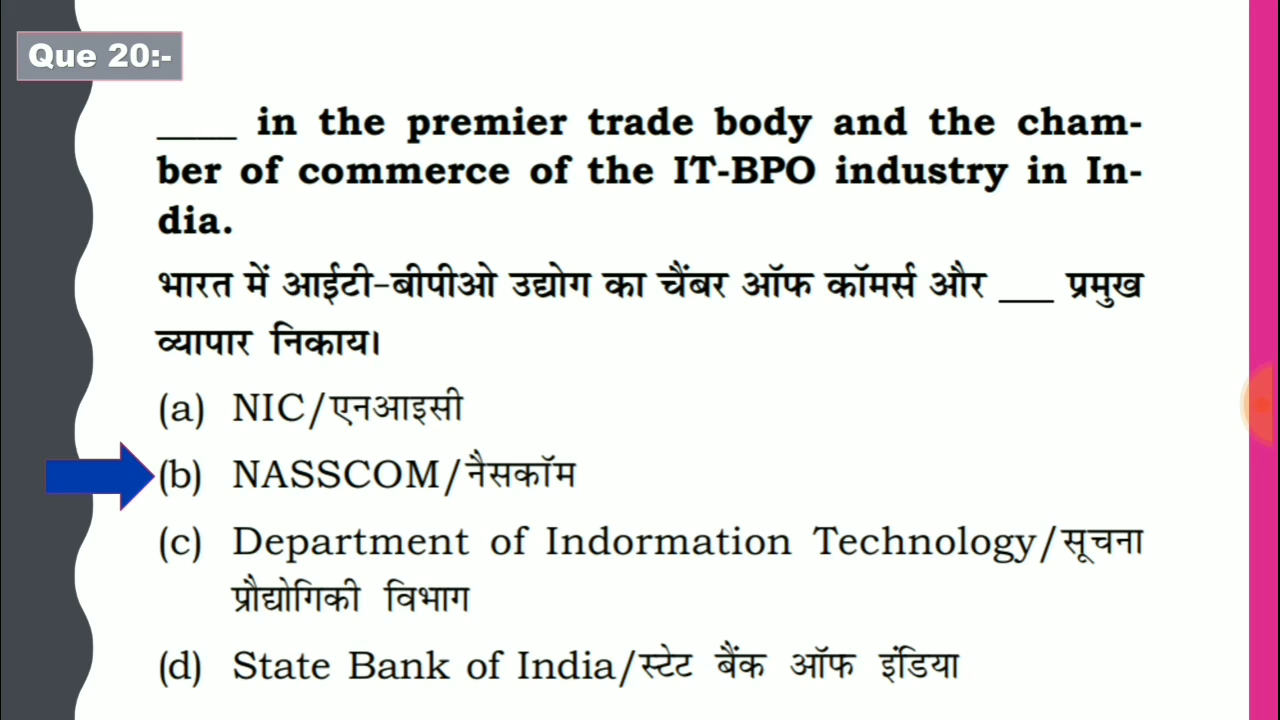 Que 20:-
____ in the premier trade body and the cham-
ber of commerce of the IT-BPO industry in In-
dia.
भारत में आईटी-बीपीओ उद्योग का चैंबर ऑफ कॉमर्स और ___ प्रमुख
व्यापार निकाय।
(a) NIC/एनआइसी
(b) NASSCOM/नैसकॉम
(c) Department of Indormation Technology/सूचना
प्रौद्योगिकी विभाग
(d) State Bank of India/स्टेट बैंक ऑफ इंडिया